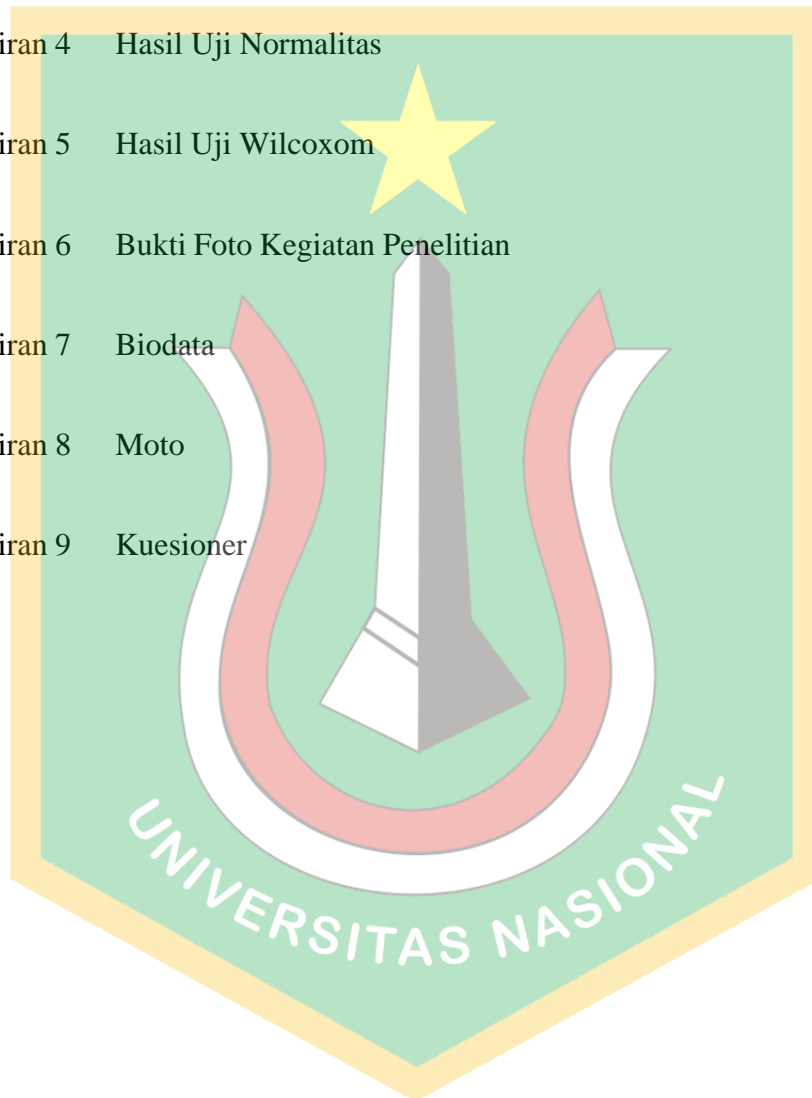 iran 4 Hasil Uji Normalitas
iran 5 Hasil Uji Wilcoxom
iran 6 Bukti Foto Kegiatan Penelitian
iran 7 Biodata
iran 8 Moto
iran 9 Kuesioner
UNIVERSITAS NASIONAL